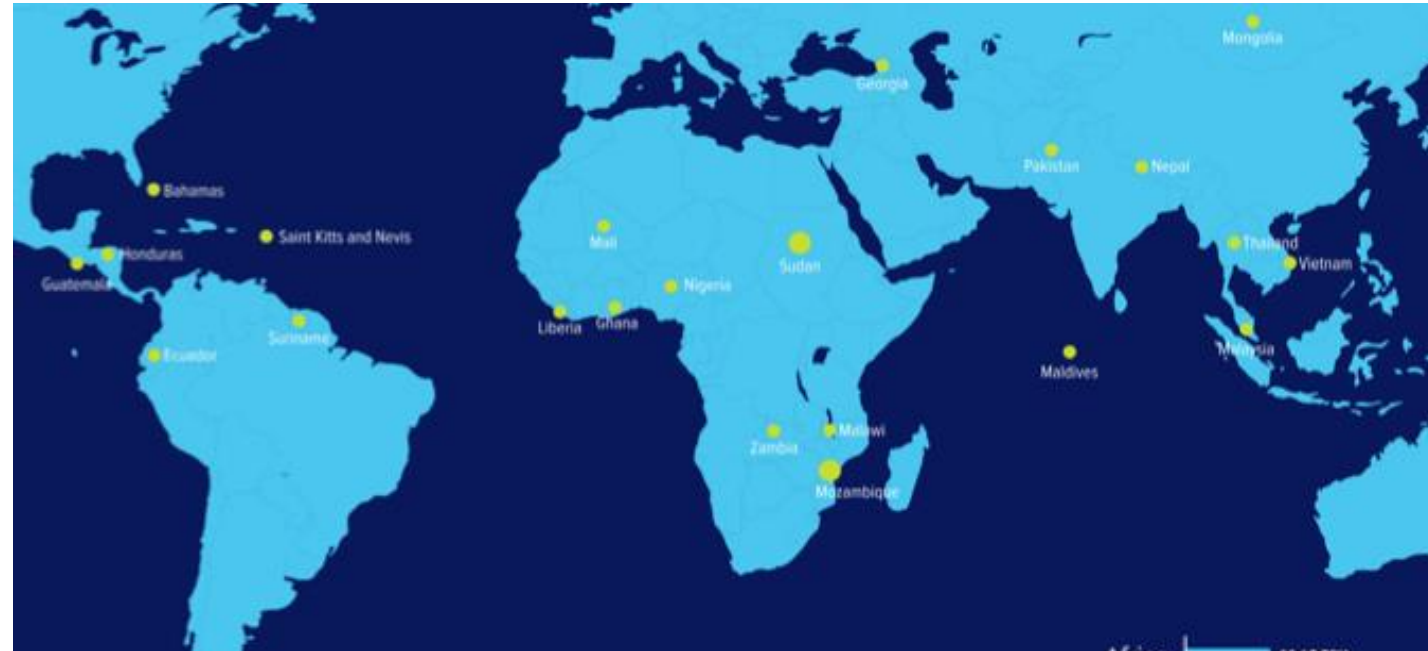 Mongolia
Georgia
Pakistan
Nepal
Bahamas
Saint Kitts and Nevis
Mali
Sudan
Thailand
Honduras
Vietnam
Guatemala
Nigeria
Liberia
Ghana
Suriname
Malaysia
Ecuador
Maldives
Malawi
Zambia
Mozambique